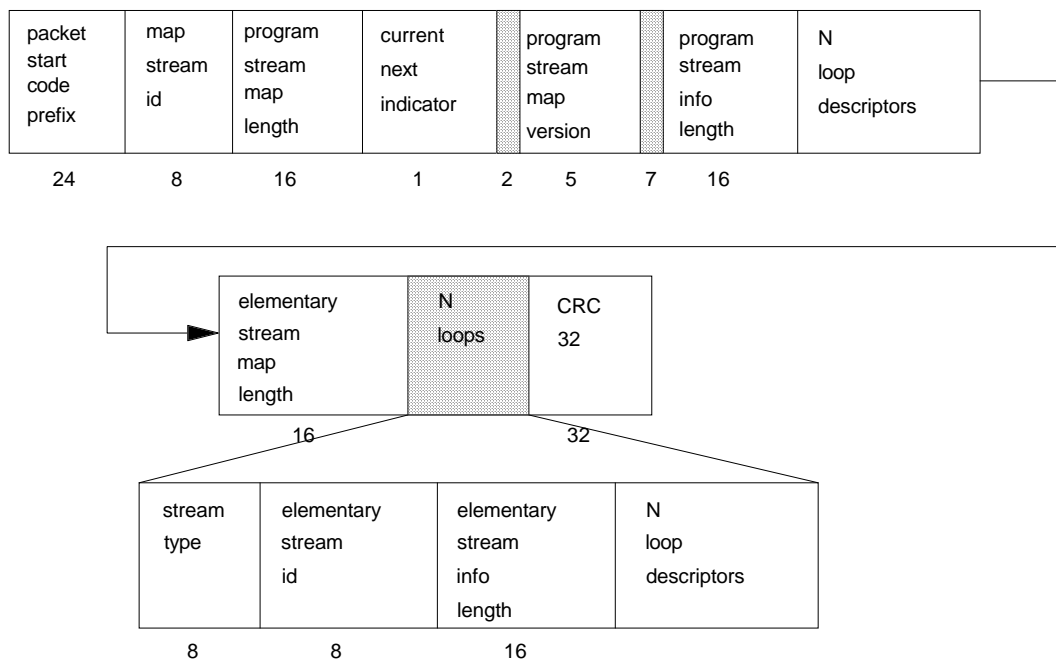 packet
start
code
prefix
map
stream
id
program
stream
map
length
current
next
indicator
program
stream
map
version
program
stream
info
length
N
loop
descriptors
24
8
16
1
2
5
7
16
elementary
stream
map
length
N
loops
CRC
32
16
32
stream
type
elementary
stream
id
elementary
stream
info
length
N
loop
descriptors
8
8
16